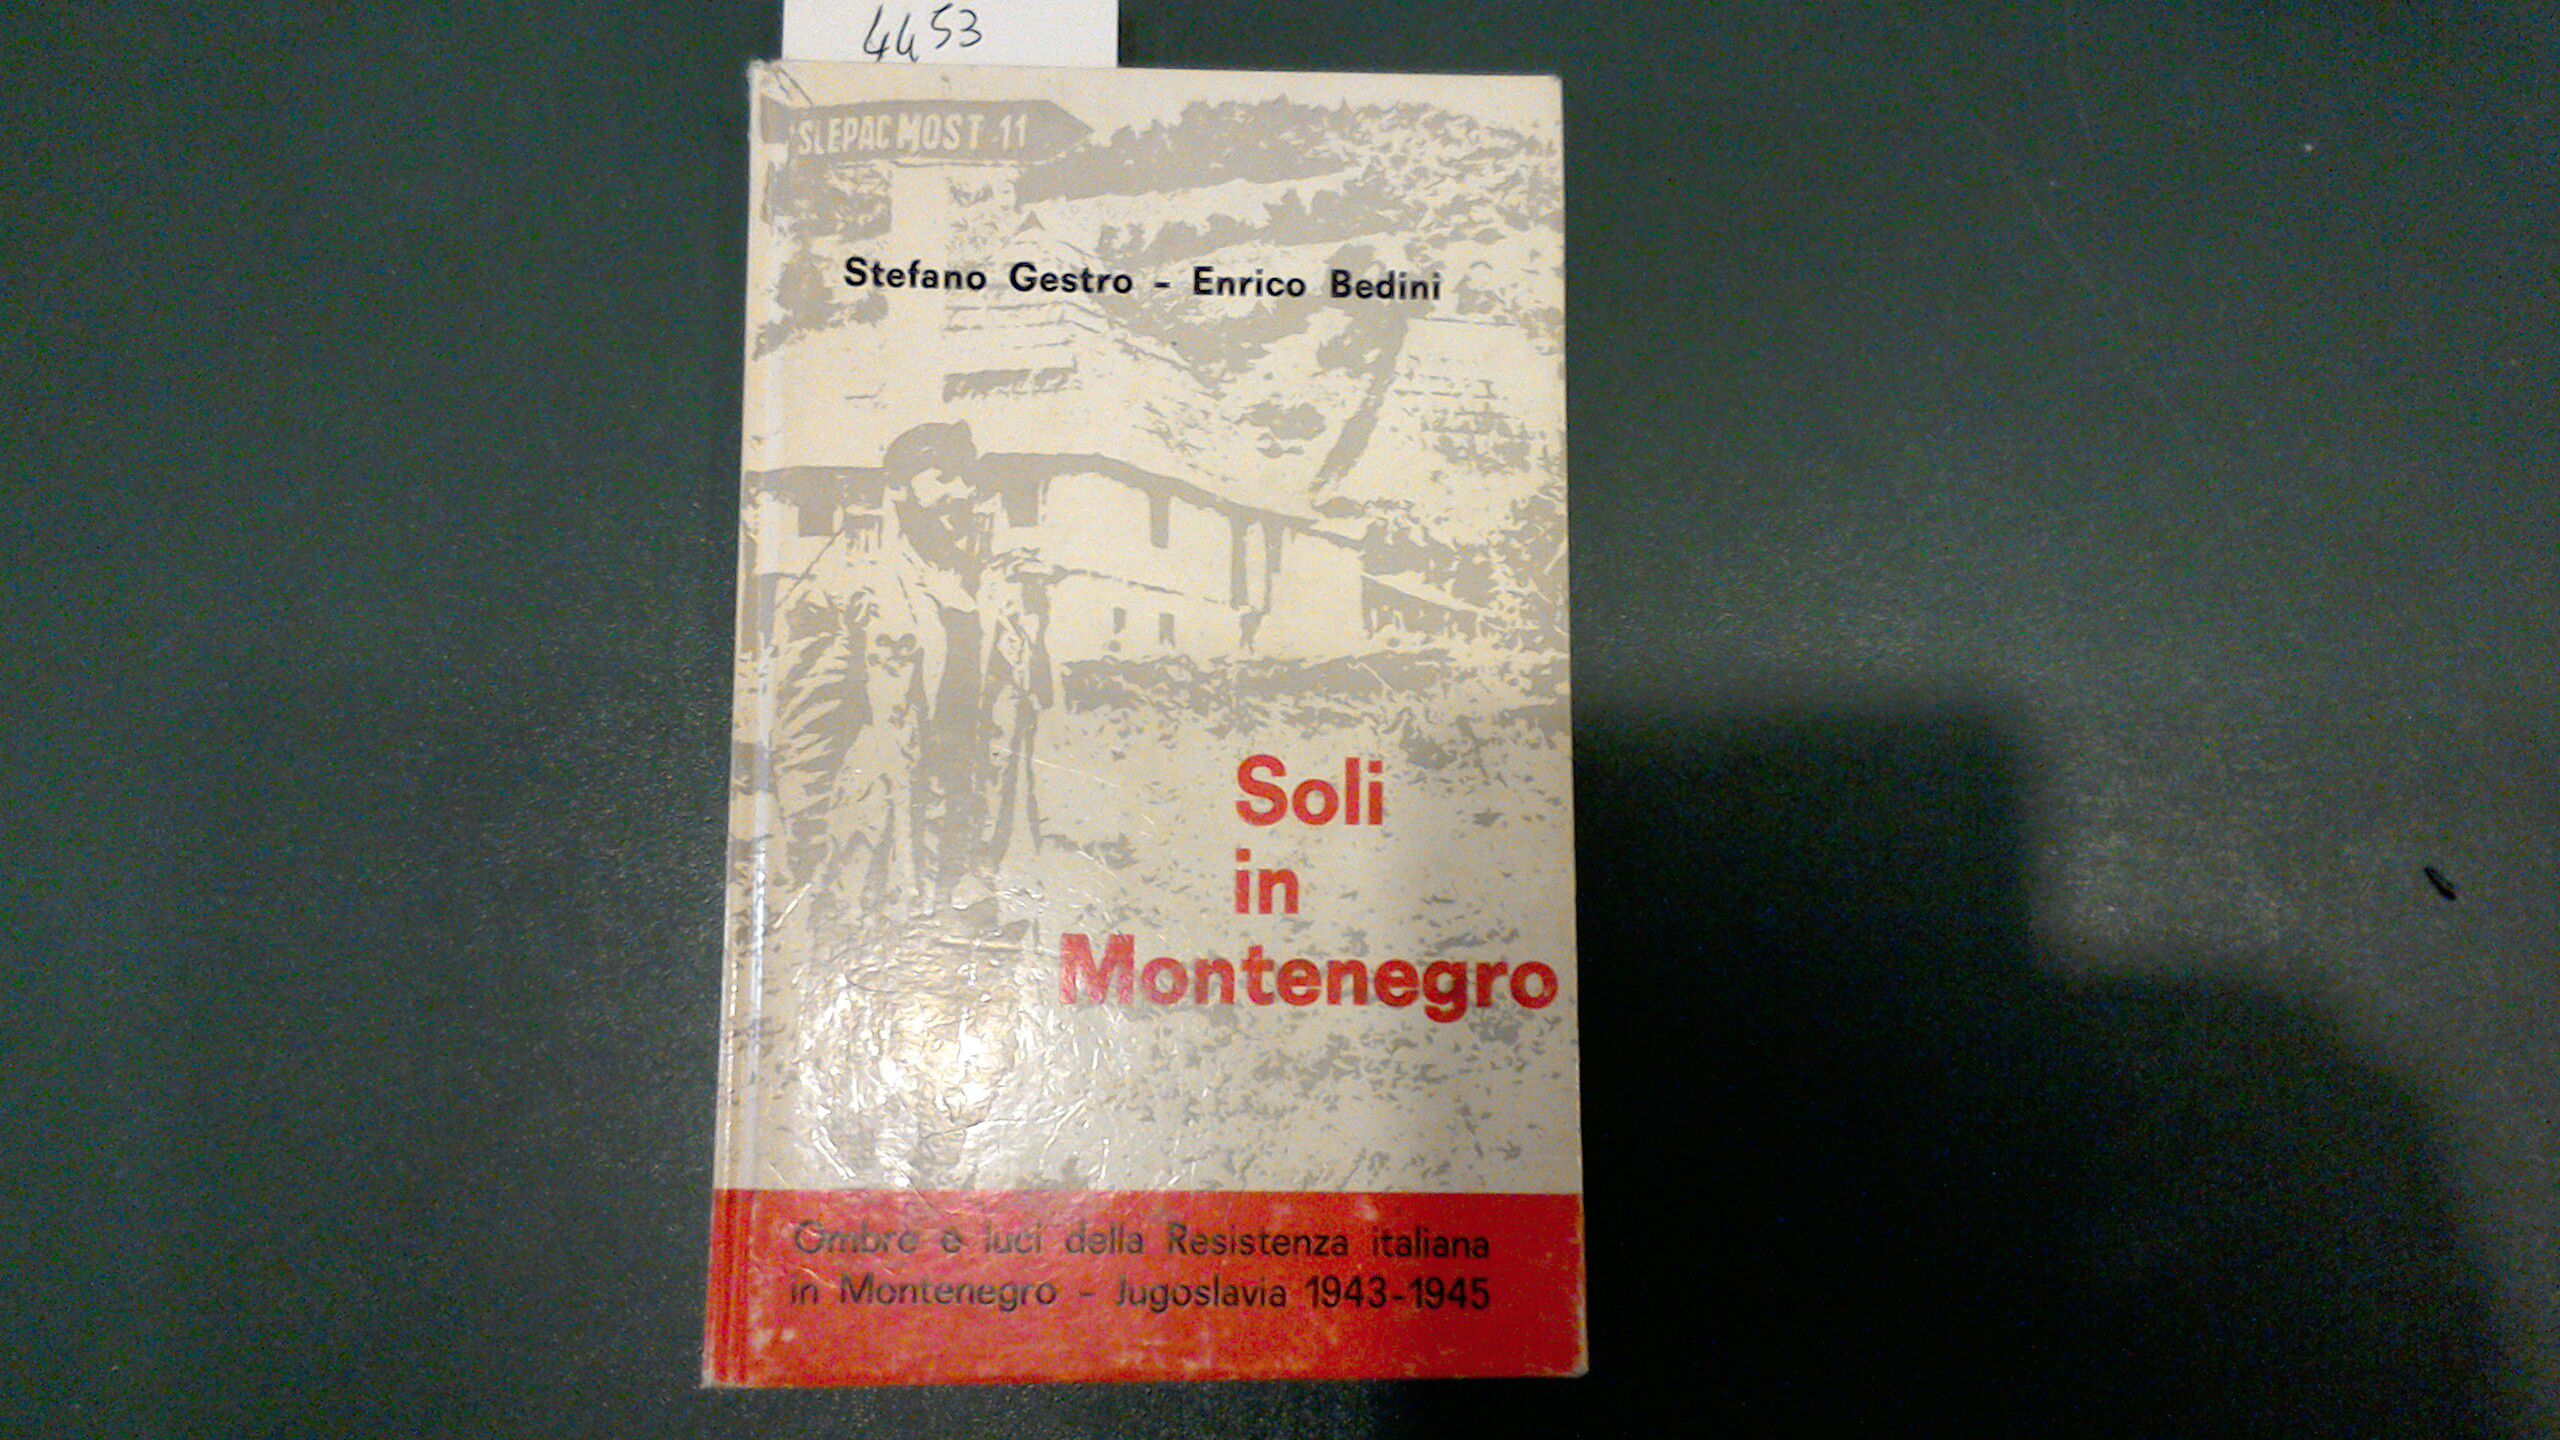 4453
SLEPAC MOST 11
Stefano Gestro - Enrico Bedini
Soli
in
Montenegro
Ombre e luci della Resistenza italiana
in Montenegro - Jugoslavia 1943-1945